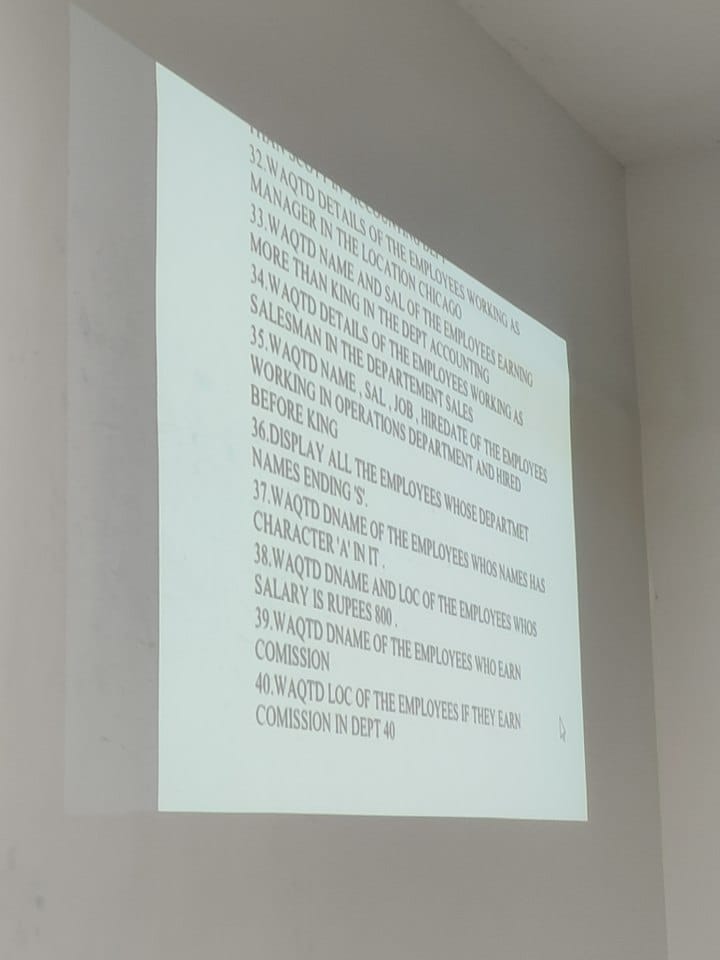 THAN SCOTT IN ACCOUNTING DEPT
32.WAQTD DETAILS OF THE EMPLOYEES WORKING AS
MANAGER IN THE LOCATION CHICAGO
33.WAQTD NAME AND SAL OF THE EMPLOYEES EARNING
MORE THAN KING IN THE DEPT ACCOUNTING
34.WAQTD DETAILS OF THE EMPLOYEES WORKING AS
SALESMAN IN THE DEPARTEMENT SALES
35.WAQTD NAME , SAL , JOB , HIREDATE OF THE EMPLOYEES
WORKING IN OPERATIONS DEPARTMENT AND HIRED
BEFORE KING
36.DISPLAY ALL THE EMPLOYEES WHOSE DEPARTMET
NAMES ENDING 'S'.
37.WAQTD DNAME OF THE EMPLOYEES WHOS NAMES HAS
CHARACTER 'A' IN IT .
38.WAQTD DNAME AND LOC OF THE EMPLOYEES WHOS
SALARY IS RUPEES 800 .
39.WAQTD DNAME OF THE EMPLOYEES WHO EARN
COMISSION
40.WAQTD LOC OF THE EMPLOYEES IF THEY EARN
COMISSION IN DEPT 40